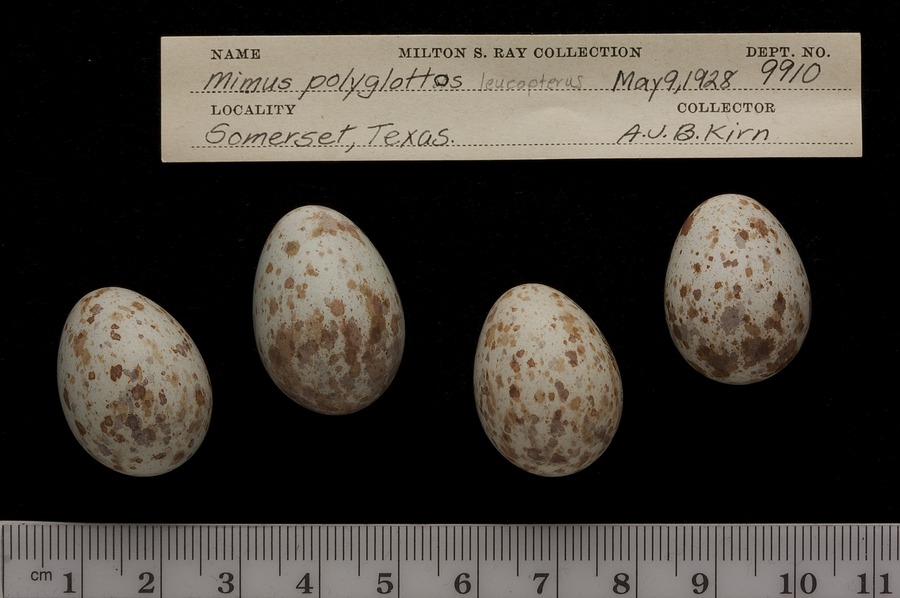 NAME MILTON S. RAY COLLECTION DEPT. NO.
Mimus polyglottos leucopterus May 9, 1928 9910
LOCALITY COLLECTOR
Somerset, Texas. A.J.B. Kirn
cm 1 2 3 4 5 6 7 8 9 10 11